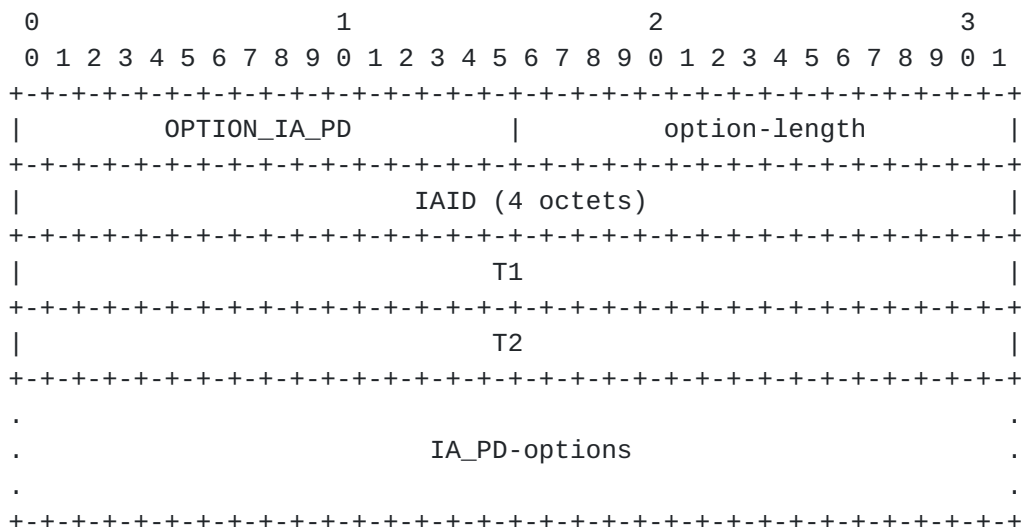 0                   1                   2                   3
0 1 2 3 4 5 6 7 8 9 0 1 2 3 4 5 6 7 8 9 0 1 2 3 4 5 6 7 8 9 0 1
+-+-+-+-+-+-+-+-+-+-+-+-+-+-+-+-+-+-+-+-+-+-+-+-+-+-+-+-+-+-+-+-+
|         OPTION_IA_PD          |         option-length         |
+-+-+-+-+-+-+-+-+-+-+-+-+-+-+-+-+-+-+-+-+-+-+-+-+-+-+-+-+-+-+-+-+
|                         IAID (4 octets)                       |
+-+-+-+-+-+-+-+-+-+-+-+-+-+-+-+-+-+-+-+-+-+-+-+-+-+-+-+-+-+-+-+-+
|                              T1                               |
+-+-+-+-+-+-+-+-+-+-+-+-+-+-+-+-+-+-+-+-+-+-+-+-+-+-+-+-+-+-+-+-+
|                              T2                               |
+-+-+-+-+-+-+-+-+-+-+-+-+-+-+-+-+-+-+-+-+-+-+-+-+-+-+-+-+-+-+-+-+
.                                                               .
.                          IA_PD-options                        .
.                                                               .
+-+-+-+-+-+-+-+-+-+-+-+-+-+-+-+-+-+-+-+-+-+-+-+-+-+-+-+-+-+-+-+-+